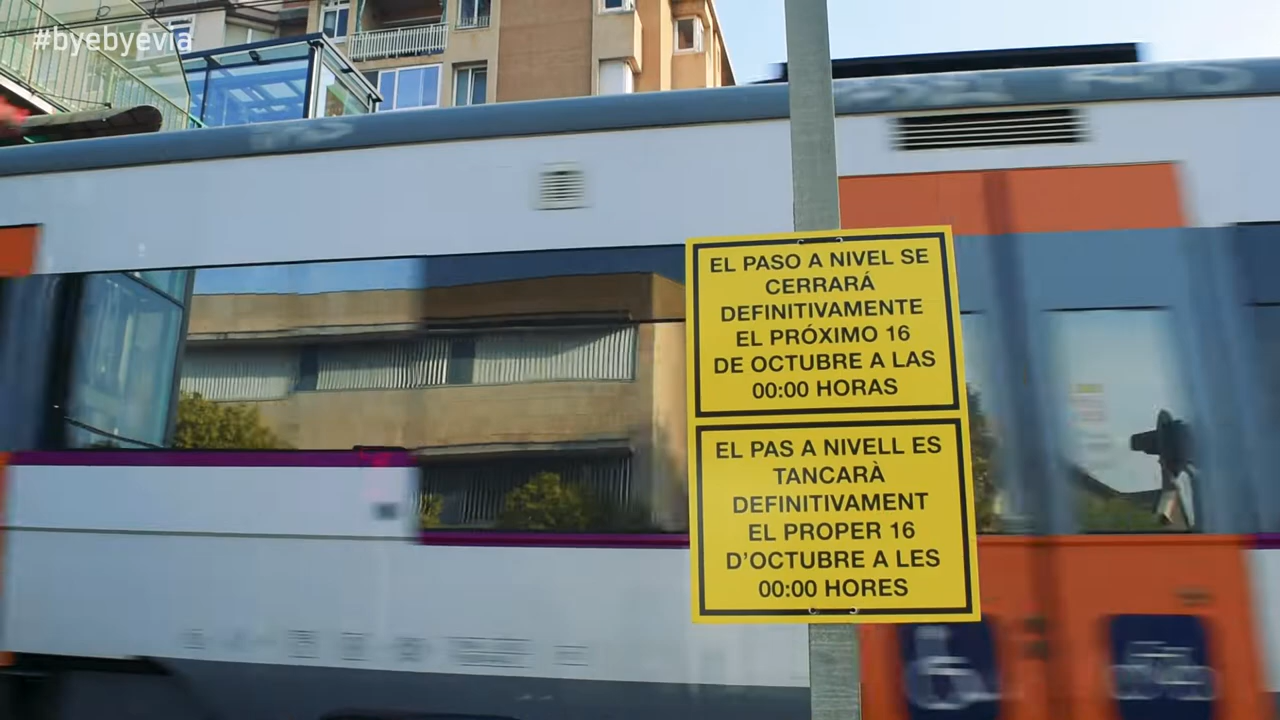 #byebyevia
EL PASO A NIVEL SE
CERRARÁ
DEFINITIVAMENTE
EL PRÓXIMO 16
DE OCTUBRE A LAS
00:00 HORAS
EL PAS A NIVELL ES
TANCARÀ
DEFINITIVAMENT
EL PROPER 16
D'OCTUBRE A LES
00:00 HORES